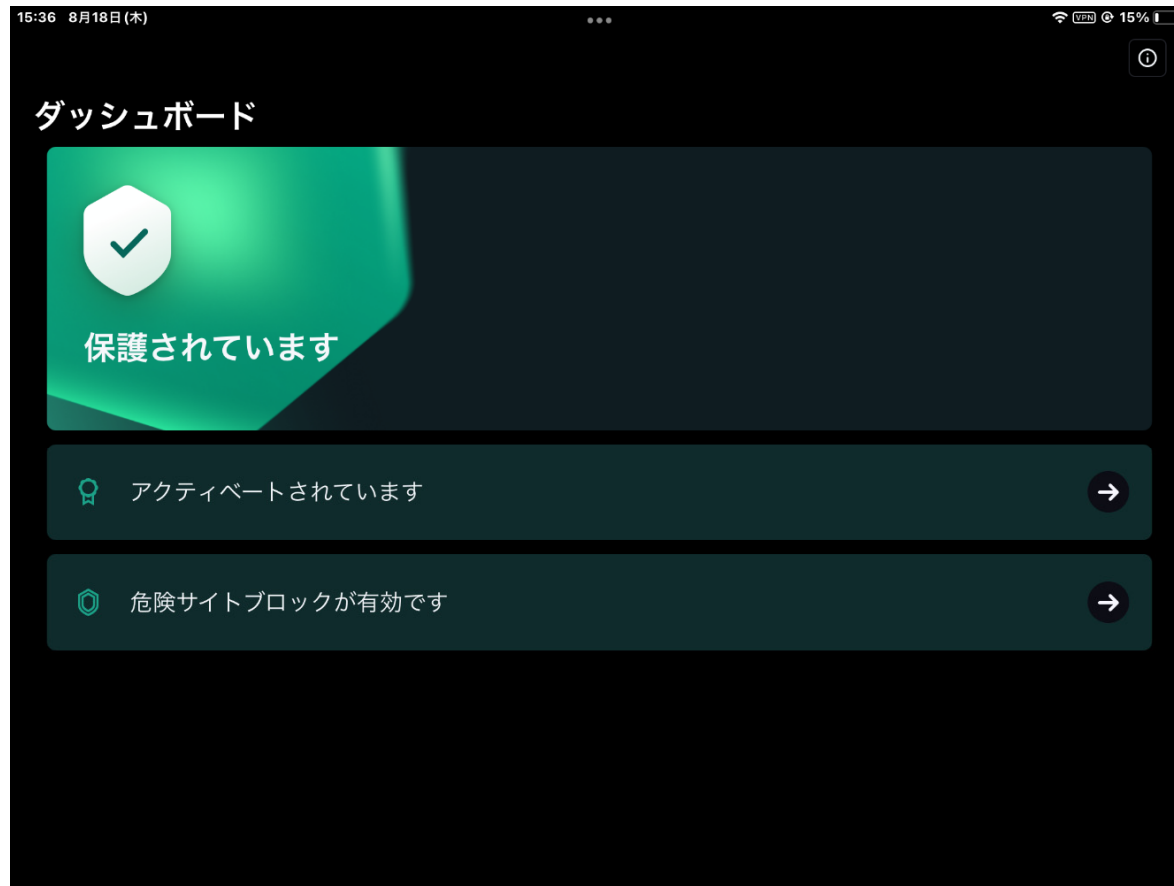 15:36 8月18日(木)
VPN 15%
ダッシュボード
保護されています
アクティベートされています
危険サイトブロックが有効です